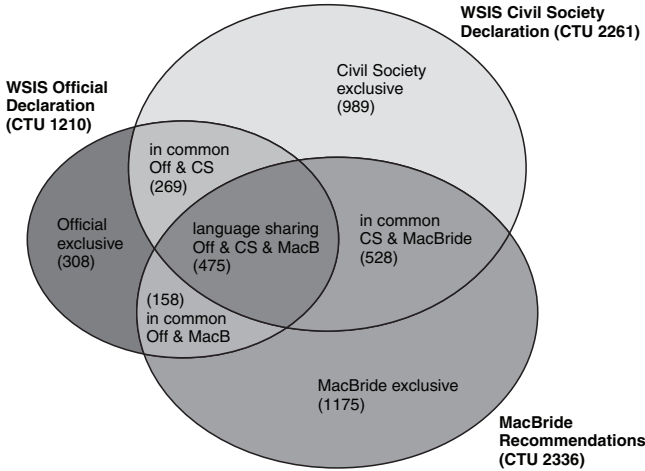 WSIS Civil Society
Declaration (CTU 2261)
Civil Society
exclusive
(989)
WSIS Official
Declaration
(CTU 1210)
in common
Off & CS
(269)
Official
exclusive
(308)
language sharing
Off & CS & MacB
(475)
in common
CS & MacBride
(528)
(158)
in common
Off & MacB
MacBride exclusive
(1175)
MacBride
Recommendations
(CTU 2336)